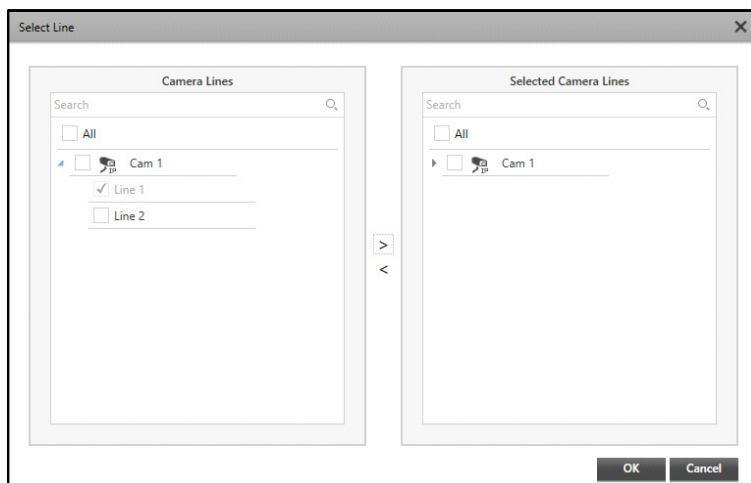 Select Line
Camera Lines
Search
All
Cam 1
Line 1
Line 2
>
<
Selected Camera Lines
Search
All
Cam 1
OK
Cancel